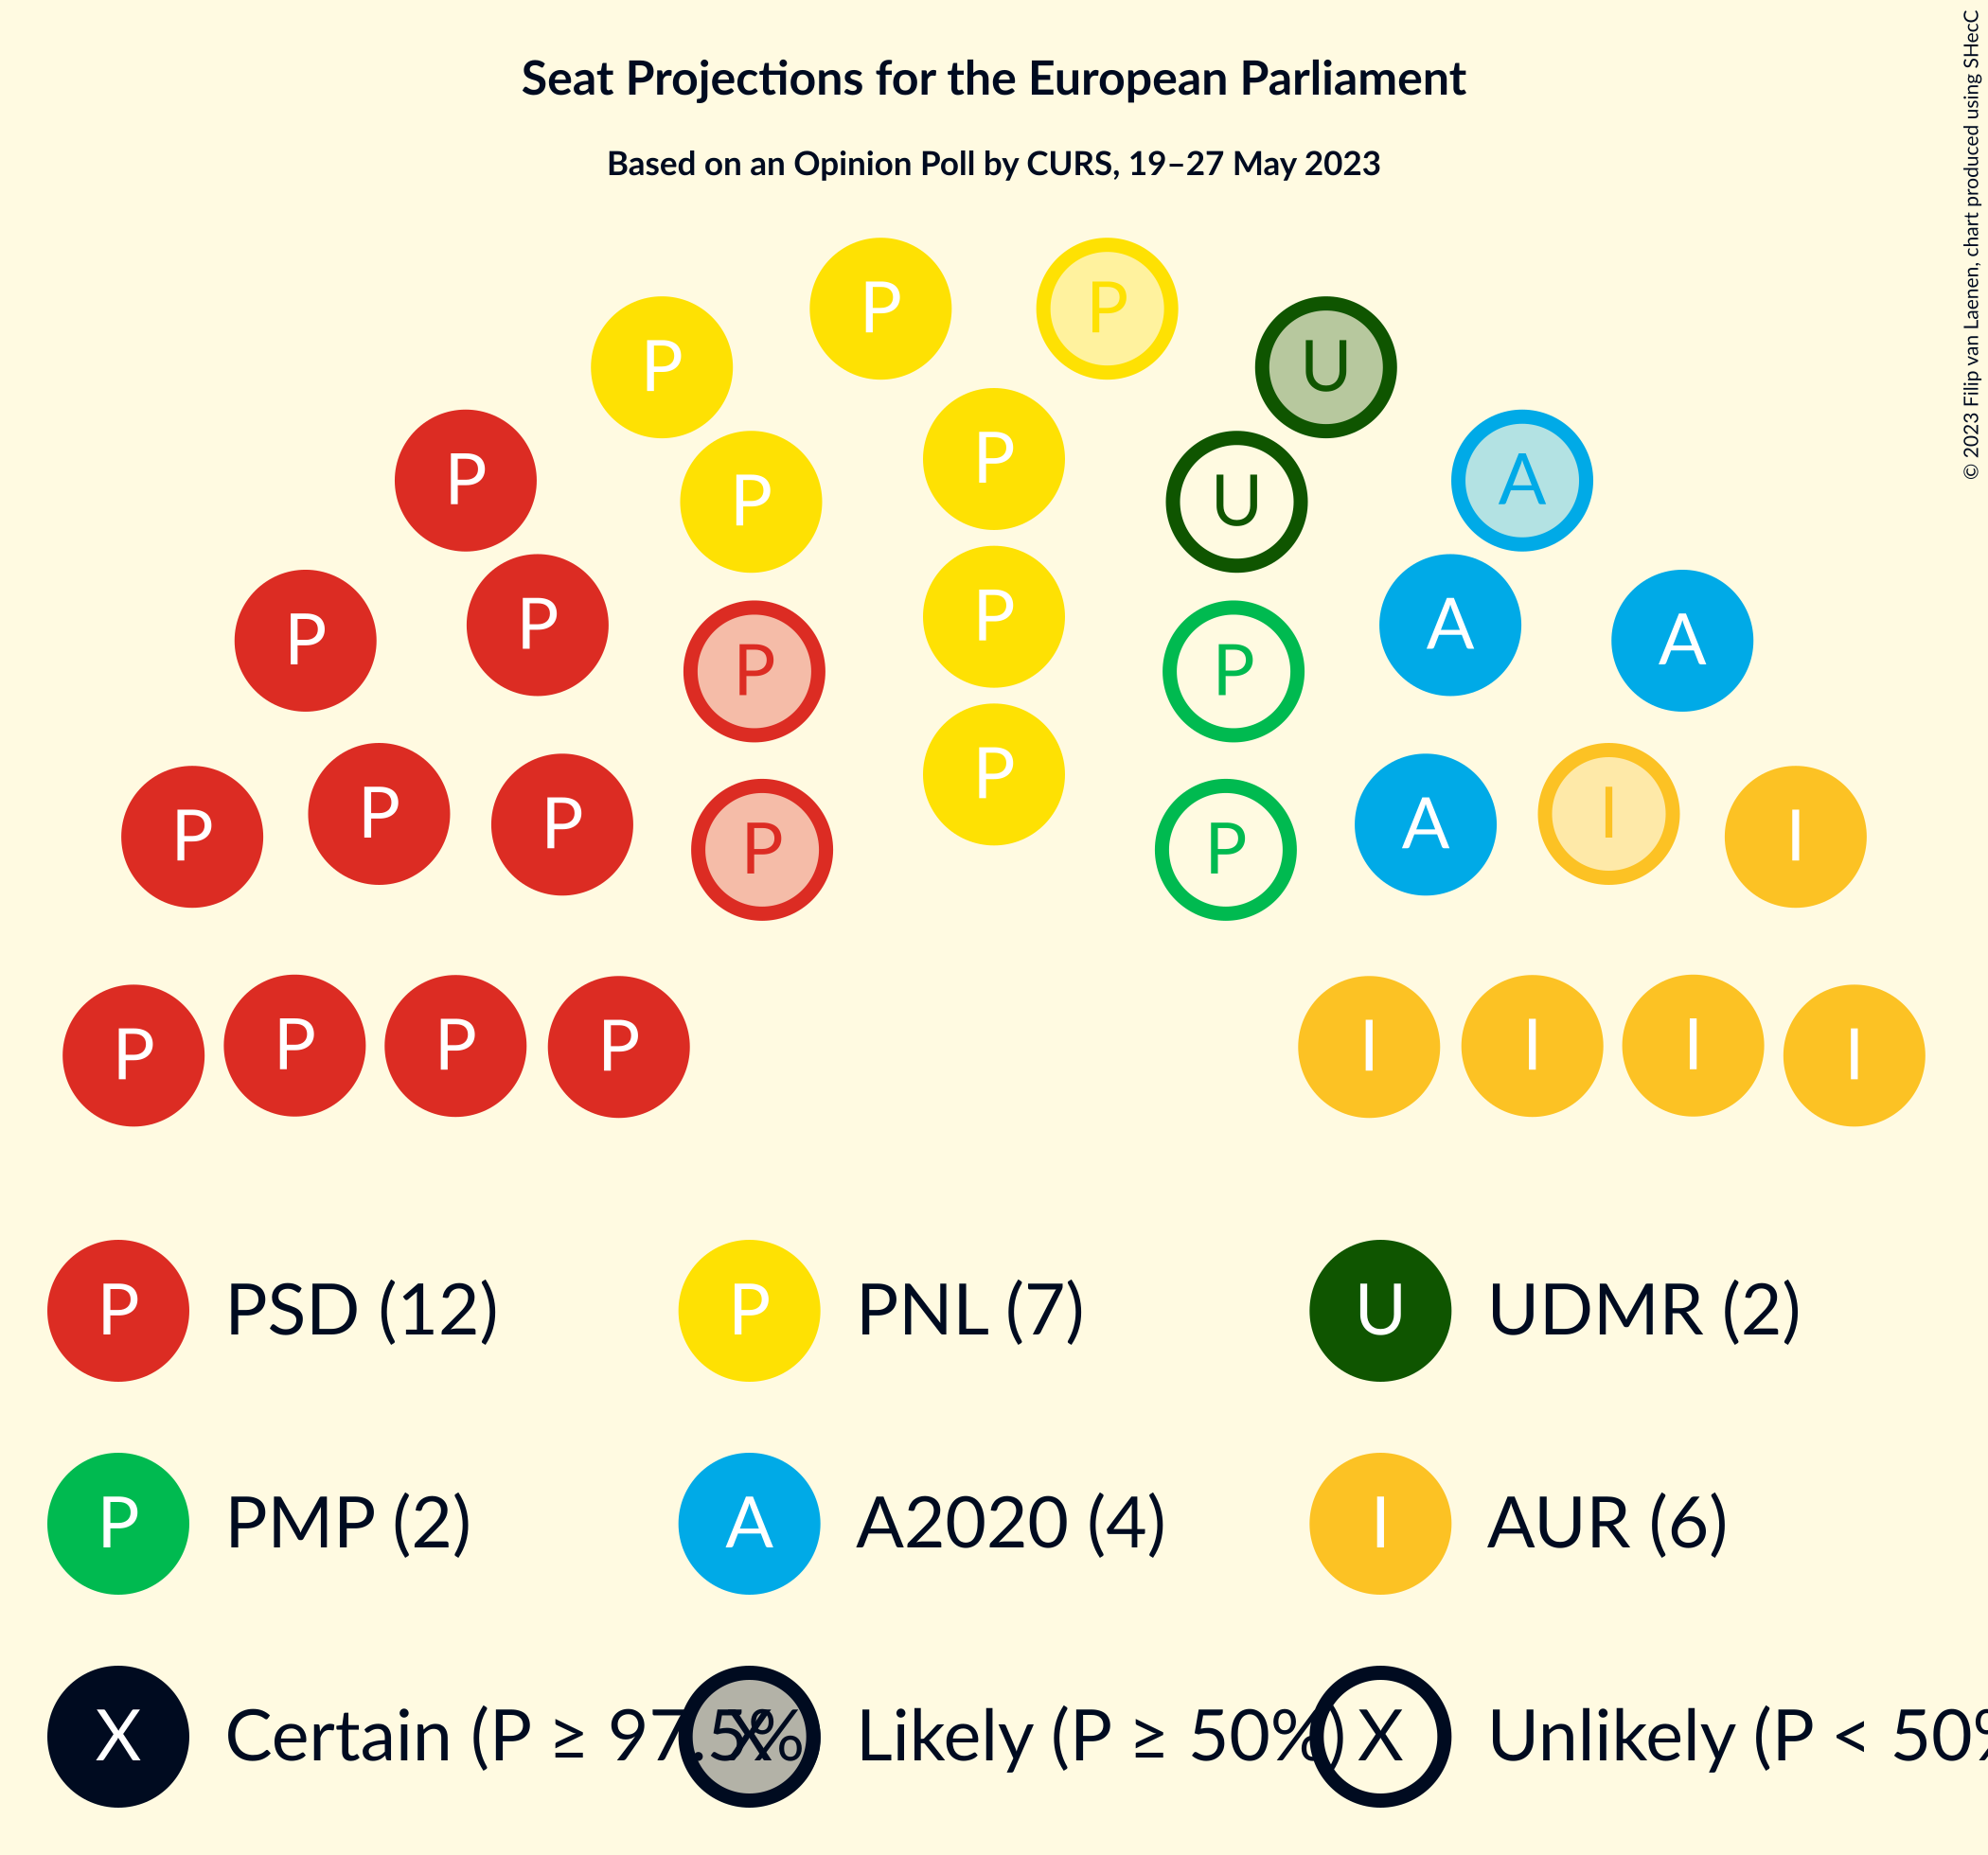 Seat Projections for the European Parliament
Based on an Opinion Poll by CURS, 19–27 May 2023
© 2023 Filip van Laenen, chart produced using SHecC
P P
P U
P P A
P U
P P A A
P P P
P P P
P P A I I
P P
P P P P I I I I
P PSD (12) P PNL (7) U UDMR (2)
P PMP (2) A A2020 (4) I AUR (6)
X Certain (P ≥ 97.5% X Likely (P ≥ 50%) X Unlikely (P < 50%